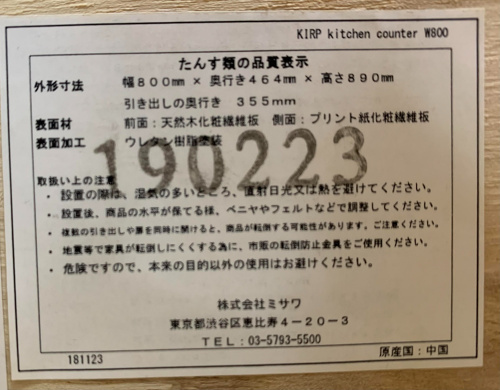 KIRP kitchen counter W800
たんす類の品質表示
外形寸法 幅800mm × 奥行き464mm × 高さ890mm
引き出しの奥行き 355mm
表面材 前面:天然木化粧繊維板 側面:プリント紙化粧繊維板
表面加工 ウレタン樹脂塗装
190223
取扱い上の注意
・設置の際は、湿気の多いところ、直射日光又は熱を避けてください。
・設置後、商品の水平が保てる様、ベニヤやフェルトなどで調整してください。
・複数の引き出しや扉を同時に開けると、商品が転倒する可能性があります。ご注意ください。
・地震等で家具が転倒しにくくする為に、市販の転倒防止金具をご使用ください。
・危険ですので、本来の目的以外の使用はお避けください。
株式会社ミサワ
東京都渋谷区恵比寿4-20-3
TEL:03-5793-5500
181123
原産国:中国